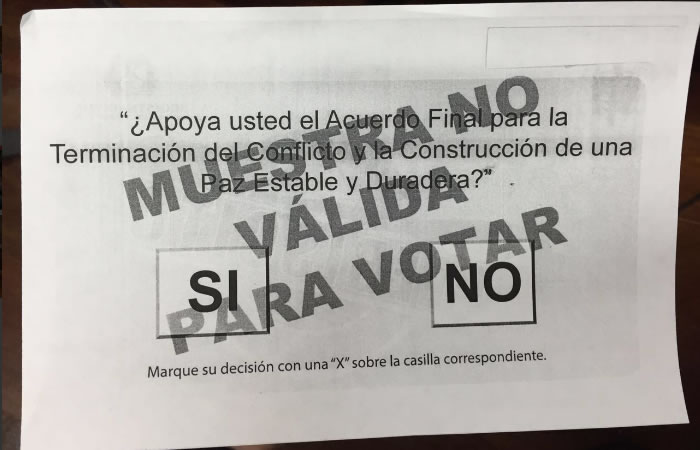 “¿Apoya usted el Acuerdo Final para la
Terminación del Conflicto y la Construcción de una
Paz Estable y Duradera?”
MUESTRA NO
VÁLIDA
PARA VOTAR
SI
NO
Marque su decisión con una “X” sobre la casilla correspondiente.